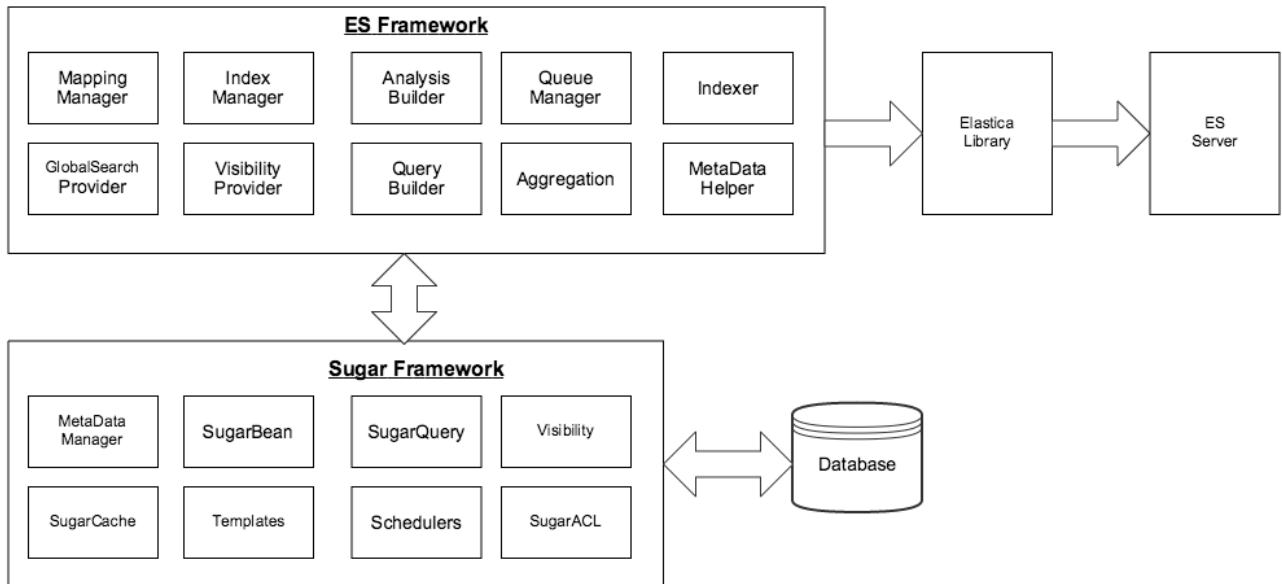 ES Framework
Mapping
Manager
Index
Manager
Analysis
Builder
Queue
Manager
Indexer
GlobalSearch
Provider
Visibility
Provider
Query
Builder
Aggregation
MetaData
Helper
Elastica
Library
ES
Server
Sugar Framework
MetaData
Manager
SugarBean
SugarQuery
Visibility
SugarCache
Templates
Schedulers
SugarACL
Database